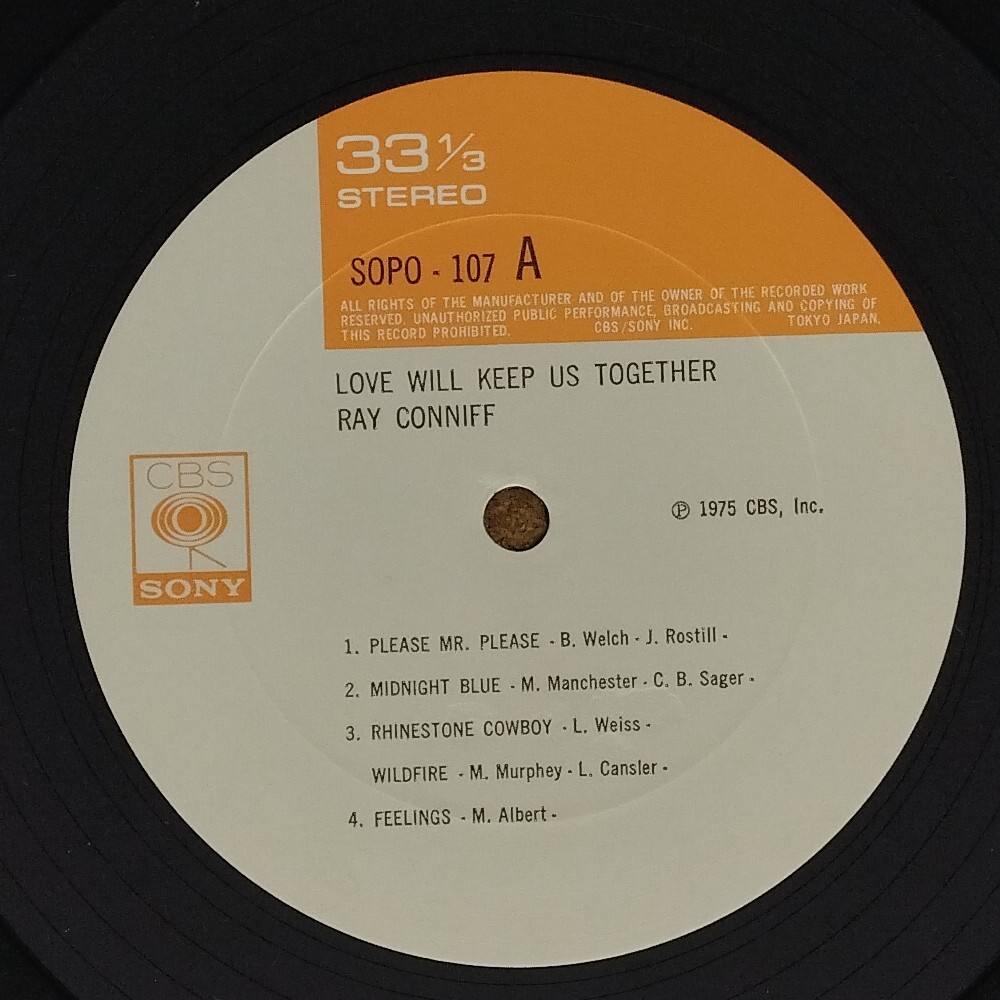 33 1/3
STEREO
SOPO - 107 A
ALL RIGHTS OF THE MANUFACTURER AND OF THE OWNER OF THE RECORDED WORK
RESERVED, UNAUTHORIZED PUBLIC PERFORMANCE, BROADCASTING AND COPYING OF
THIS RECORD PROHIBITED. CBS/SONY INC. TOKYO JAPAN.
LOVE WILL KEEP US TOGETHER
RAY CONNIFF
CBS
SONY
℗ 1975 CBS, Inc.
1. PLEASE MR. PLEASE - B. Welch - J. Rostill -
2. MIDNIGHT BLUE - M. Manchester - C. B. Sager -
3. RHINESTONE COWBOY - L. Weiss -
WILDFIRE - M. Murphey - L. Cansler -
4. FEELINGS - M. Albert -